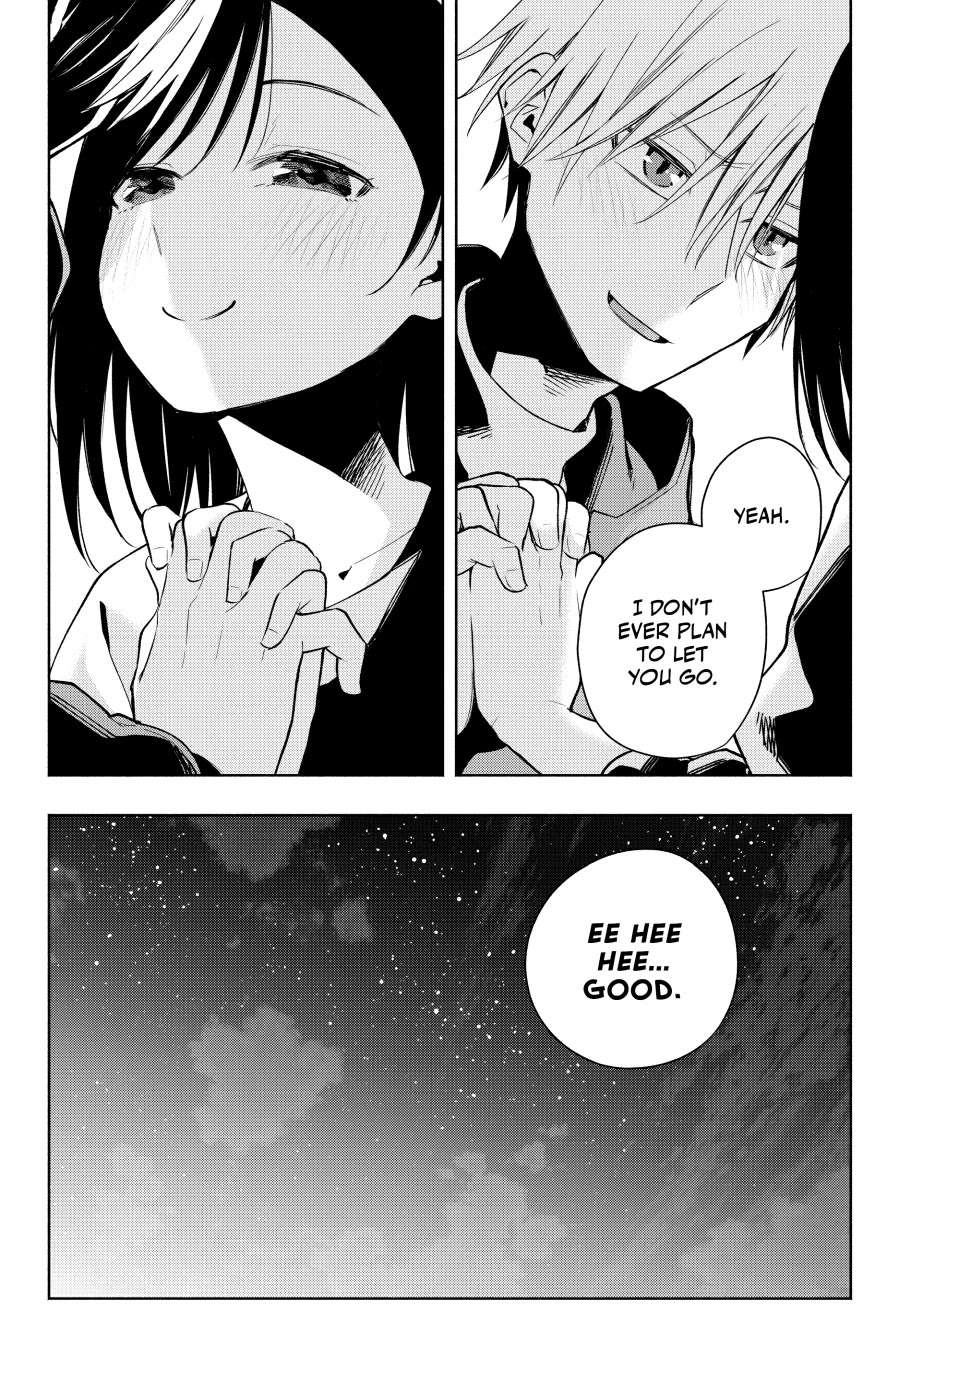 YEAH.
I DON'T
EVER PLAN
TO LET
YOU GO.
EE HEE
HEE...
GOOD.